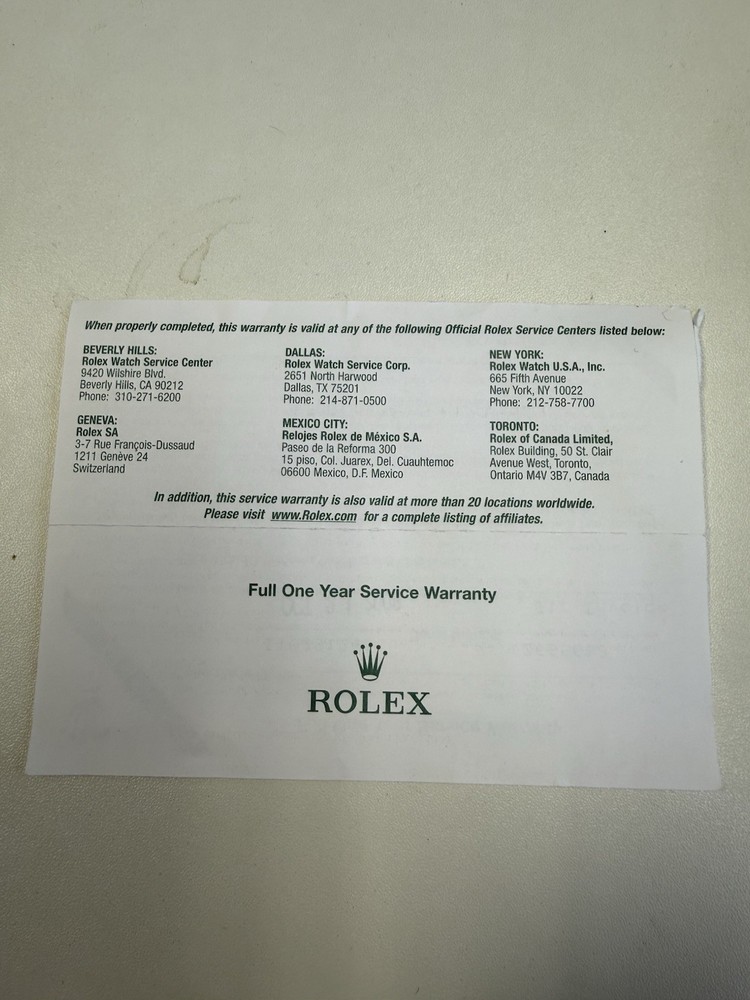 When properly completed, this warranty is valid at any of the following Official Rolex Service Centers listed below:
BEVERLY HILLS:
Rolex Watch Service Center
9420 Wilshire Blvd.
Beverly Hills, CA 90212
Phone: 310-271-6200
DALLAS:
Rolex Watch Service Corp.
2651 North Harwood
Dallas, TX 75201
Phone: 214-871-0500
NEW YORK:
Rolex Watch U.S.A., Inc.
665 Fifth Avenue
New York, NY 10022
Phone: 212-758-7700
GENEVA:
Rolex SA
3-7 Rue François-Dussaud
1211 Genève 24
Switzerland
MEXICO CITY:
Relojes Rolex de México S.A.
Paseo de la Reforma 300
15 piso, Col. Juarex, Del. Cuauhtemoc
06600 Mexico, D.F. Mexico
TORONTO:
Rolex of Canada Limited,
Rolex Building, 50 St. Clair
Avenue West, Toronto,
Ontario M4V 3B7, Canada
In addition, this service warranty is also valid at more than 20 locations worldwide.
Please visit www.Rolex.com for a complete listing of affiliates.
Full One Year Service Warranty
ROLEX